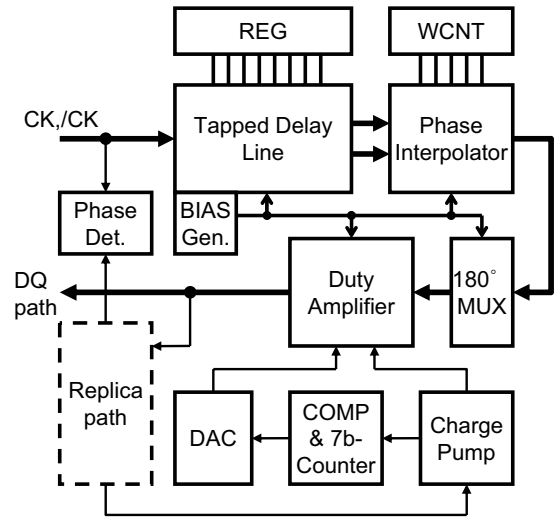 REG
WCNT
CK,/CK
Tapped Delay
Line
Phase
Interpolator
Phase
Det.
BIAS
Gen.
DQ
path
Duty
Amplifier
180°
MUX
Replica
path
DAC
COMP
& 7b-
Counter
Charge
Pump